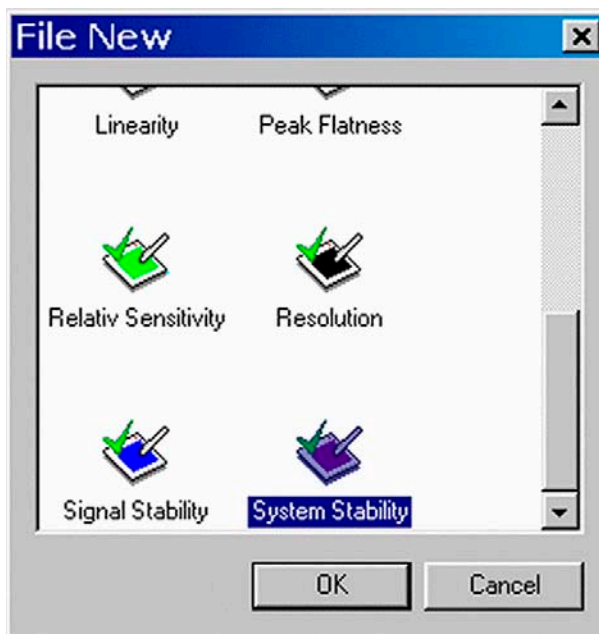 File New
Linearity Peak Flatness
Relativ Sensitivity Resolution
Signal Stability System Stability
OK Cancel